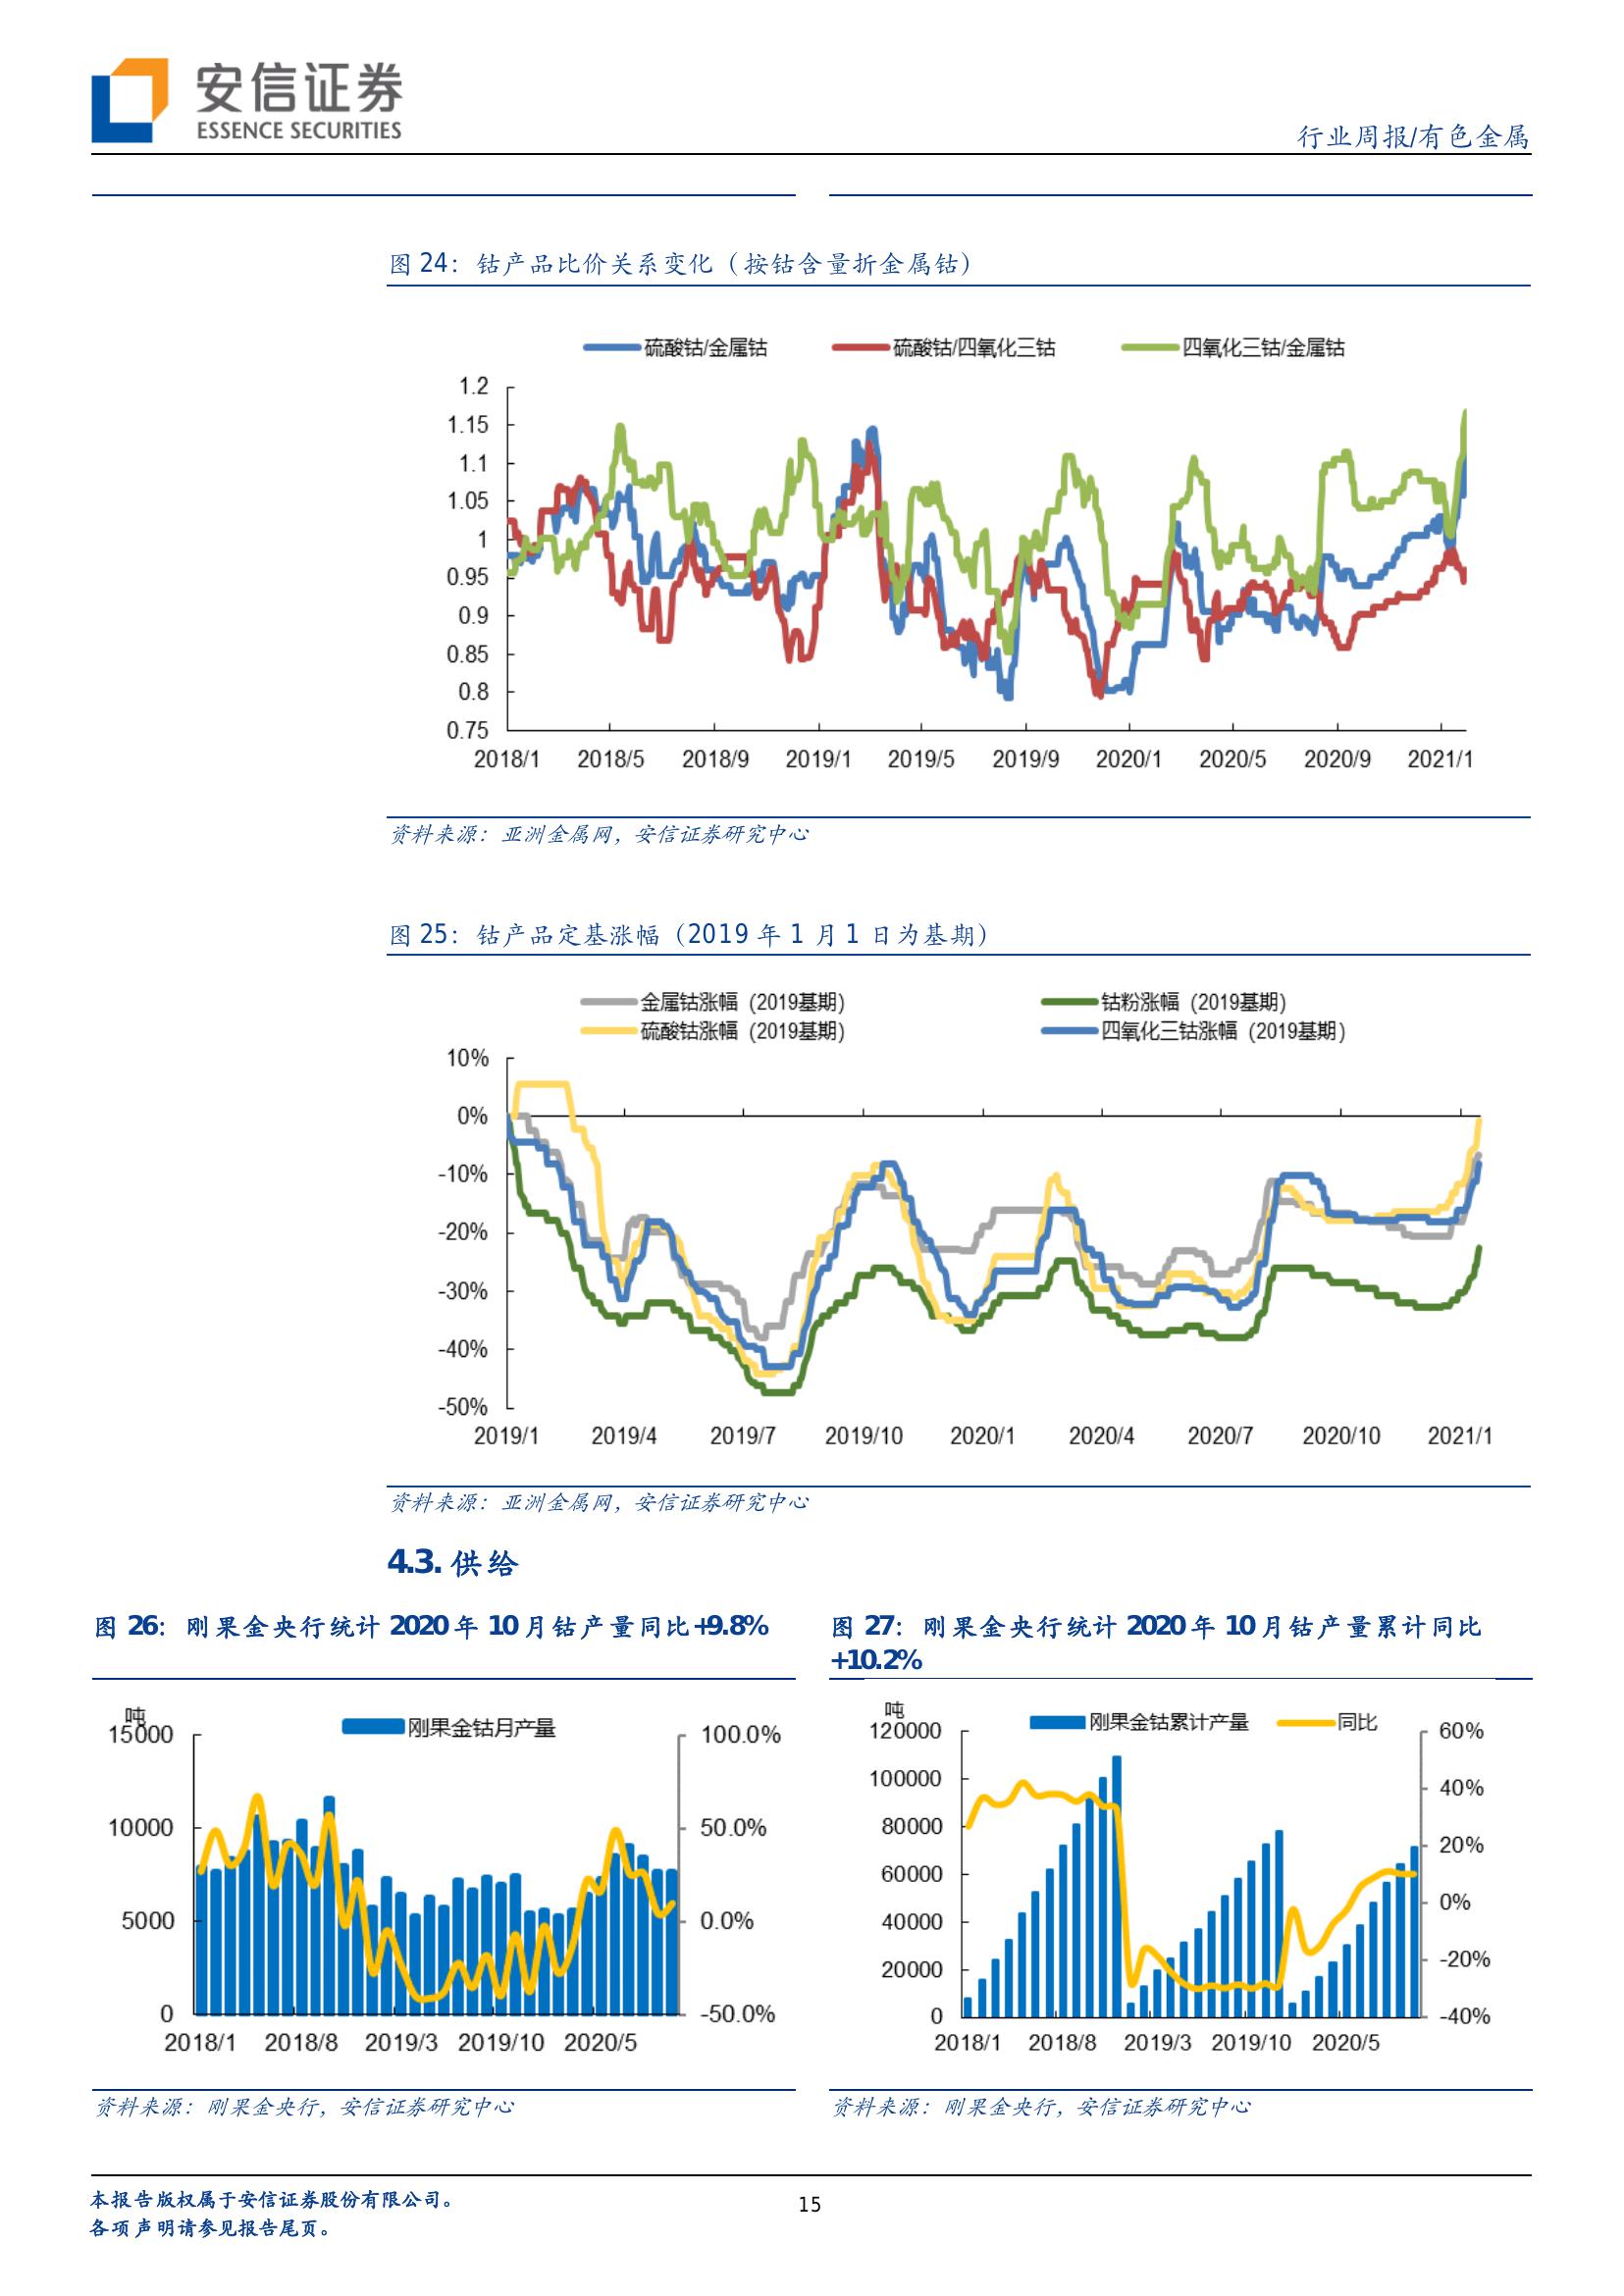 安信证券
ESSENCE SECURITIES
行业周报/有色金属
图 24：钴产品比价关系变化（按钴含量折金属钴）
硫酸钴/金属钴 硫酸钴/四氧化三钴 四氧化三钴/金属钴
1.2
1.15
1.1
1.05
1
0.95
0.9
0.85
0.8
0.75
2018/1 2018/5 2018/9 2019/1 2019/5 2019/9 2020/1 2020/5 2020/9 2021/1
资料来源：亚洲金属网，安信证券研究中心
图 25：钴产品定基涨幅（2019 年 1 月 1 日为基期）
金属钴涨幅（2019基期） 钴粉涨幅（2019基期）
硫酸钴涨幅（2019基期） 四氧化三钴涨幅（2019基期）
10%
0%
-10%
-20%
-30%
-40%
-50%
2019/1 2019/4 2019/7 2019/10 2020/1 2020/4 2020/7 2020/10 2021/1
资料来源：亚洲金属网，安信证券研究中心
4.3. 供给
图 26：刚果金央行统计 2020 年 10 月钴产量同比+9.8%
吨
刚果金钴月产量
15000
10000
5000
0
100.0%
50.0%
0.0%
-50.0%
2018/1 2018/8 2019/3 2019/10 2020/5
资料来源：刚果金央行，安信证券研究中心
图 27：刚果金央行统计 2020 年 10 月钴产量累计同比
+10.2%
吨
刚果金钴累计产量 同比
120000
100000
80000
60000
40000
20000
0
60%
40%
20%
0%
-20%
-40%
2018/1 2018/8 2019/3 2019/10 2020/5
资料来源：刚果金央行，安信证券研究中心
本报告版权属于安信证券股份有限公司。
各项声明请参见报告尾页。
15